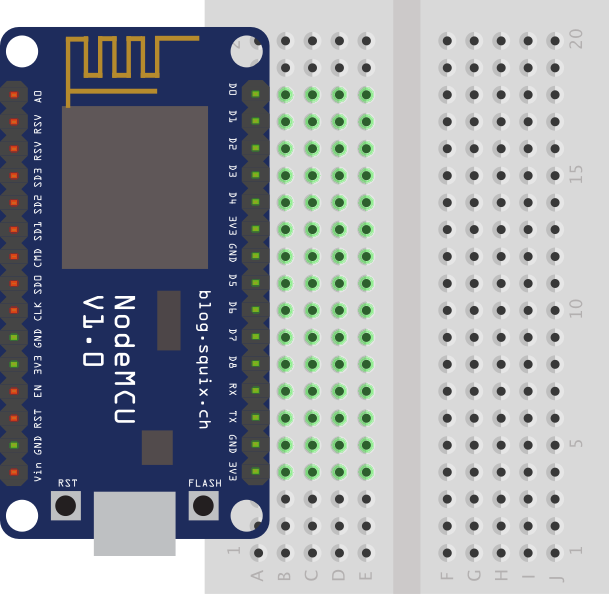 2
20
A0
RSV
RSV
SD3
SD2
SD1
CMD
SD0
CLK
GND
3V3
EN
RST
GND
Vin
D0
D1
D2
D3
D4
3V3
GND
D5
D6
D7
D8
RX
TX
GND
3V3
NodeMCU
V1.0
blog.squix.ch
RST
FLASH
15
10
5
1
1
A B C D E F G H I J